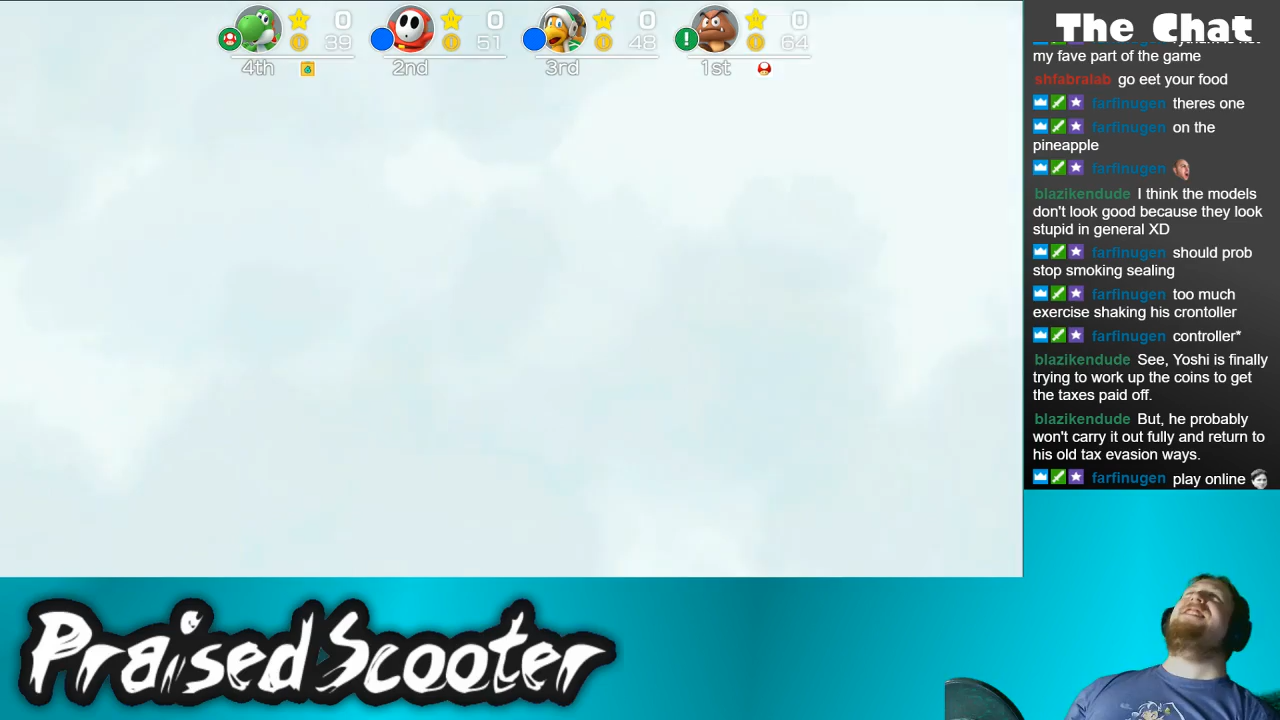 0 0 0 0
39 51 48 64
4th 2nd 3rd 1st
The Chat
my fave part of the game
shfabralab go eet your food
farfinugen theres one
farfinugen on the
pineapple
farfinugen
blazikendude I think the models
don't look good because they look
stupid in general XD
farfinugen should prob
stop smoking sealing
farfinugen too much
exercise shaking his crontoller
farfinugen controller*
blazikendude See, Yoshi is finally
trying to work up the coins to get
the taxes paid off.
blazikendude But, he probably
won't carry it out fully and return to
his old tax evasion ways.
farfinugen play online
PraisedScooter